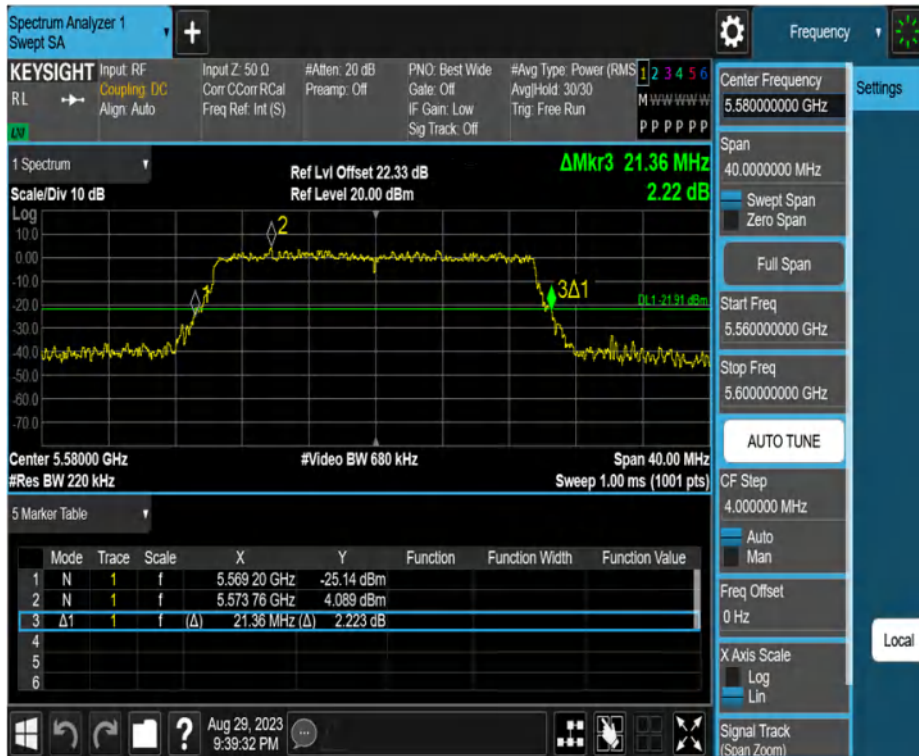 Spectrum Analyzer 1
Swept SA
+
Frequency
KEYSIGHT
RL
Input: RF
Coupling: DC
Align: Auto
Input Z: 50 Ω
Corr CCorr RCal
Freq Ref: Int (S)
#Atten: 20 dB
Preamp: Off
PNO: Best Wide
Gate: Off
IF Gain: Low
Sig Track: Off
#Avg Type: Power (RMS
Avg|Hold: 30/30
Trig: Free Run
1 2 3 4 5 6
M W W W W W
P P P P P P
1 Spectrum
Scale/Div 10 dB
Ref Lvl Offset 22.33 dB
Ref Level 20.00 dBm
ΔMkr3 21.36 MHz
2.22 dB
Log
10.0
0.00
-10.0
-20.0
-30.0
-40.0
-50.0
-60.0
-70.0
2
1
3Δ1
DL1 -21.91 dBm
Center 5.58000 GHz
#Video BW 680 kHz
Span 40.00 MHz
#Res BW 220 kHz
Sweep 1.00 ms (1001 pts)
5 Marker Table
Mode Trace Scale X Y Function Function Width Function Value
1 N 1 f 5.569 20 GHz -25.14 dBm
2 N 1 f 5.573 76 GHz 4.089 dBm
3 Δ1 1 f (Δ) 21.36 MHz (Δ) 2.223 dB
4
5
6
?
Aug 29, 2023
9:39:32 PM
Center Frequency
5.580000000 GHz
Settings
Span
40.0000000 MHz
Swept Span
Zero Span
Full Span
Start Freq
5.560000000 GHz
Stop Freq
5.600000000 GHz
AUTO TUNE
CF Step
4.000000 MHz
Auto
Man
Freq Offset
0 Hz
Local
X Axis Scale
Log
Lin
Signal Track
(Span Zoom)